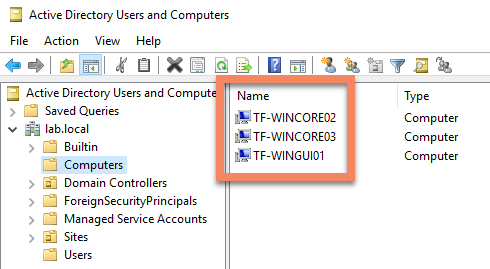 Active Directory Users and Computers
File Action View Help
Active Directory Users and Compute
Saved Queries
lab.local
Builtin
Computers
Domain Controllers
ForeignSecurityPrincipals
Managed Service Accounts
Sites
Users
Name Type
TF-WINCORE02 Computer
TF-WINCORE03 Computer
TF-WINGUI01 Computer